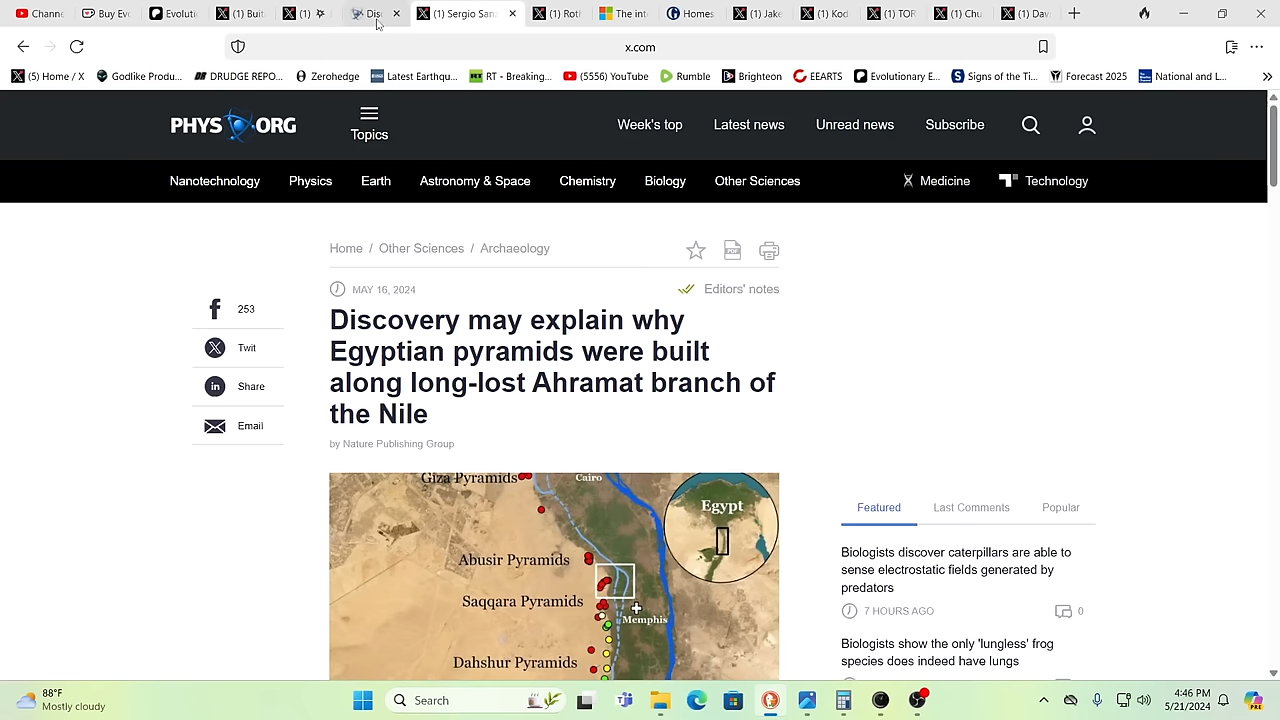 Chann
Buy Ev
Evoluti
(1) Buil
(1) ☼
Dis
(1) Sergio San
(1) Rotl
The int
Homes
(1) Jake
(1) Kor
(1) TOP
(1) Chu
(1) Da
x.com
(5) Home / X
Godlike Produ...
DRUDGE REPO...
Zerohedge
Latest Earthqu...
RT - Breaking...
(5556) YouTube
Rumble
Brighteon
EEARTS
Evolutionary E...
Signs of the Ti...
Forecast 2025
National and L...
PHYS ORG
Topics
Week's top
Latest news
Unread news
Subscribe
Nanotechnology
Physics
Earth
Astronomy & Space
Chemistry
Biology
Other Sciences
Medicine
Technology
Home / Other Sciences / Archaeology
MAY 16, 2024
Editors' notes
253
Twit
Share
Email
Discovery may explain why
Egyptian pyramids were built
along long-lost Ahramat branch of
the Nile
by Nature Publishing Group
Giza Pyramids
Cairo
Egypt
Abusir Pyramids
Saqqara Pyramids
Memphis
Dahshur Pyramids
Featured
Last Comments
Popular
Biologists discover caterpillars are able to
sense electrostatic fields generated by
predators
7 HOURS AGO
0
Biologists show the only 'lungless' frog
species does indeed have lungs
88°F
Mostly cloudy
Search
4:46 PM
5/21/2024